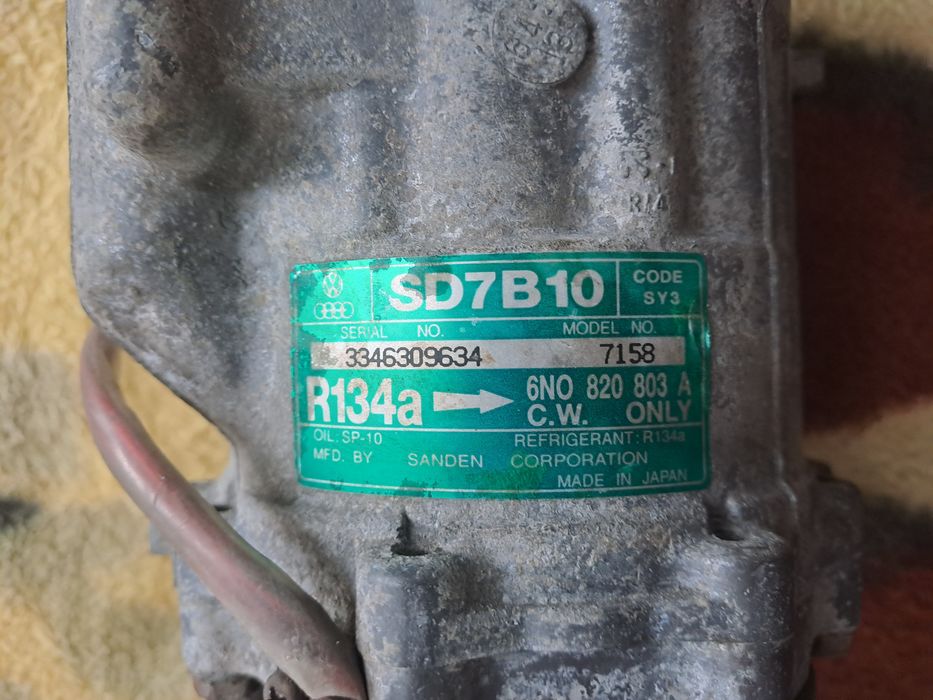 SD7B10
CODE
SY3
SERIAL NO. MODEL NO.
3346309634 7158
R134a
6N0 820 803 A
C.W. ONLY
OIL. SP-10 REFRIGERANT: R134a
MFD. BY SANDEN CORPORATION
MADE IN JAPAN